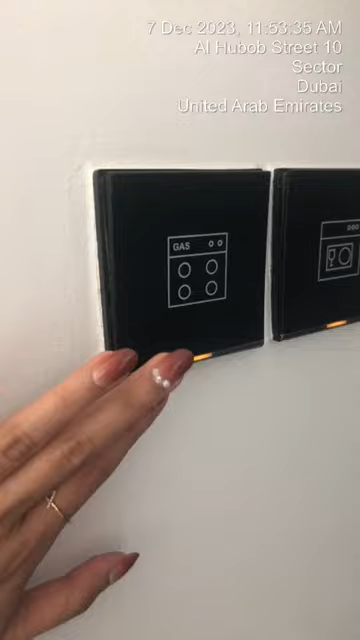 7 Dec 2023, 11:53:35 AM
Al Hubob Street 10
Sector
Dubai
United Arab Emirates
GAS